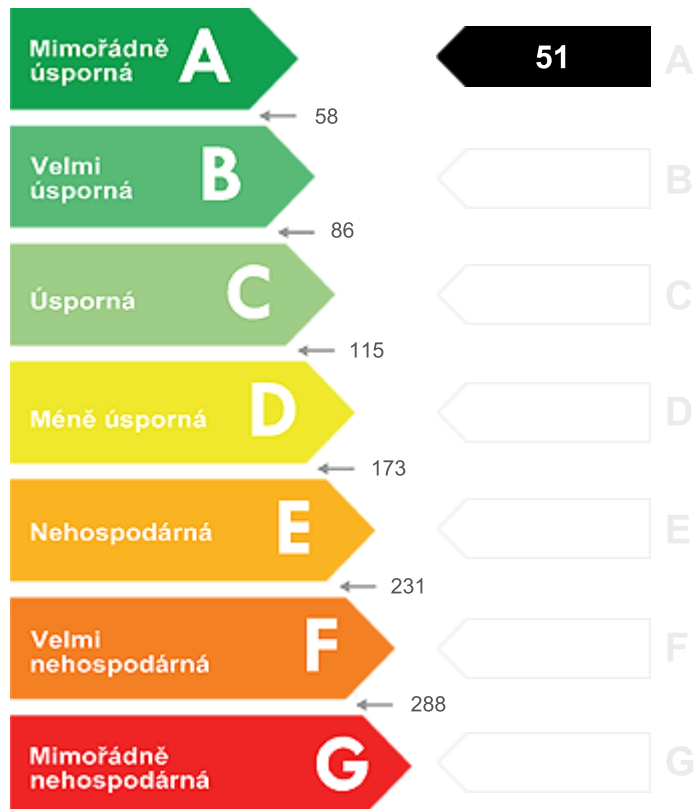 Mimořádně
úsporná
A
51
A
58
Velmi
úsporná
B
B
86
Úsporná
C
C
115
Méně úsporná
D
D
173
Nehospodárná
E
E
231
Velmi
nehospodárná
F
F
288
Mimořádně
nehospodárná
G
G